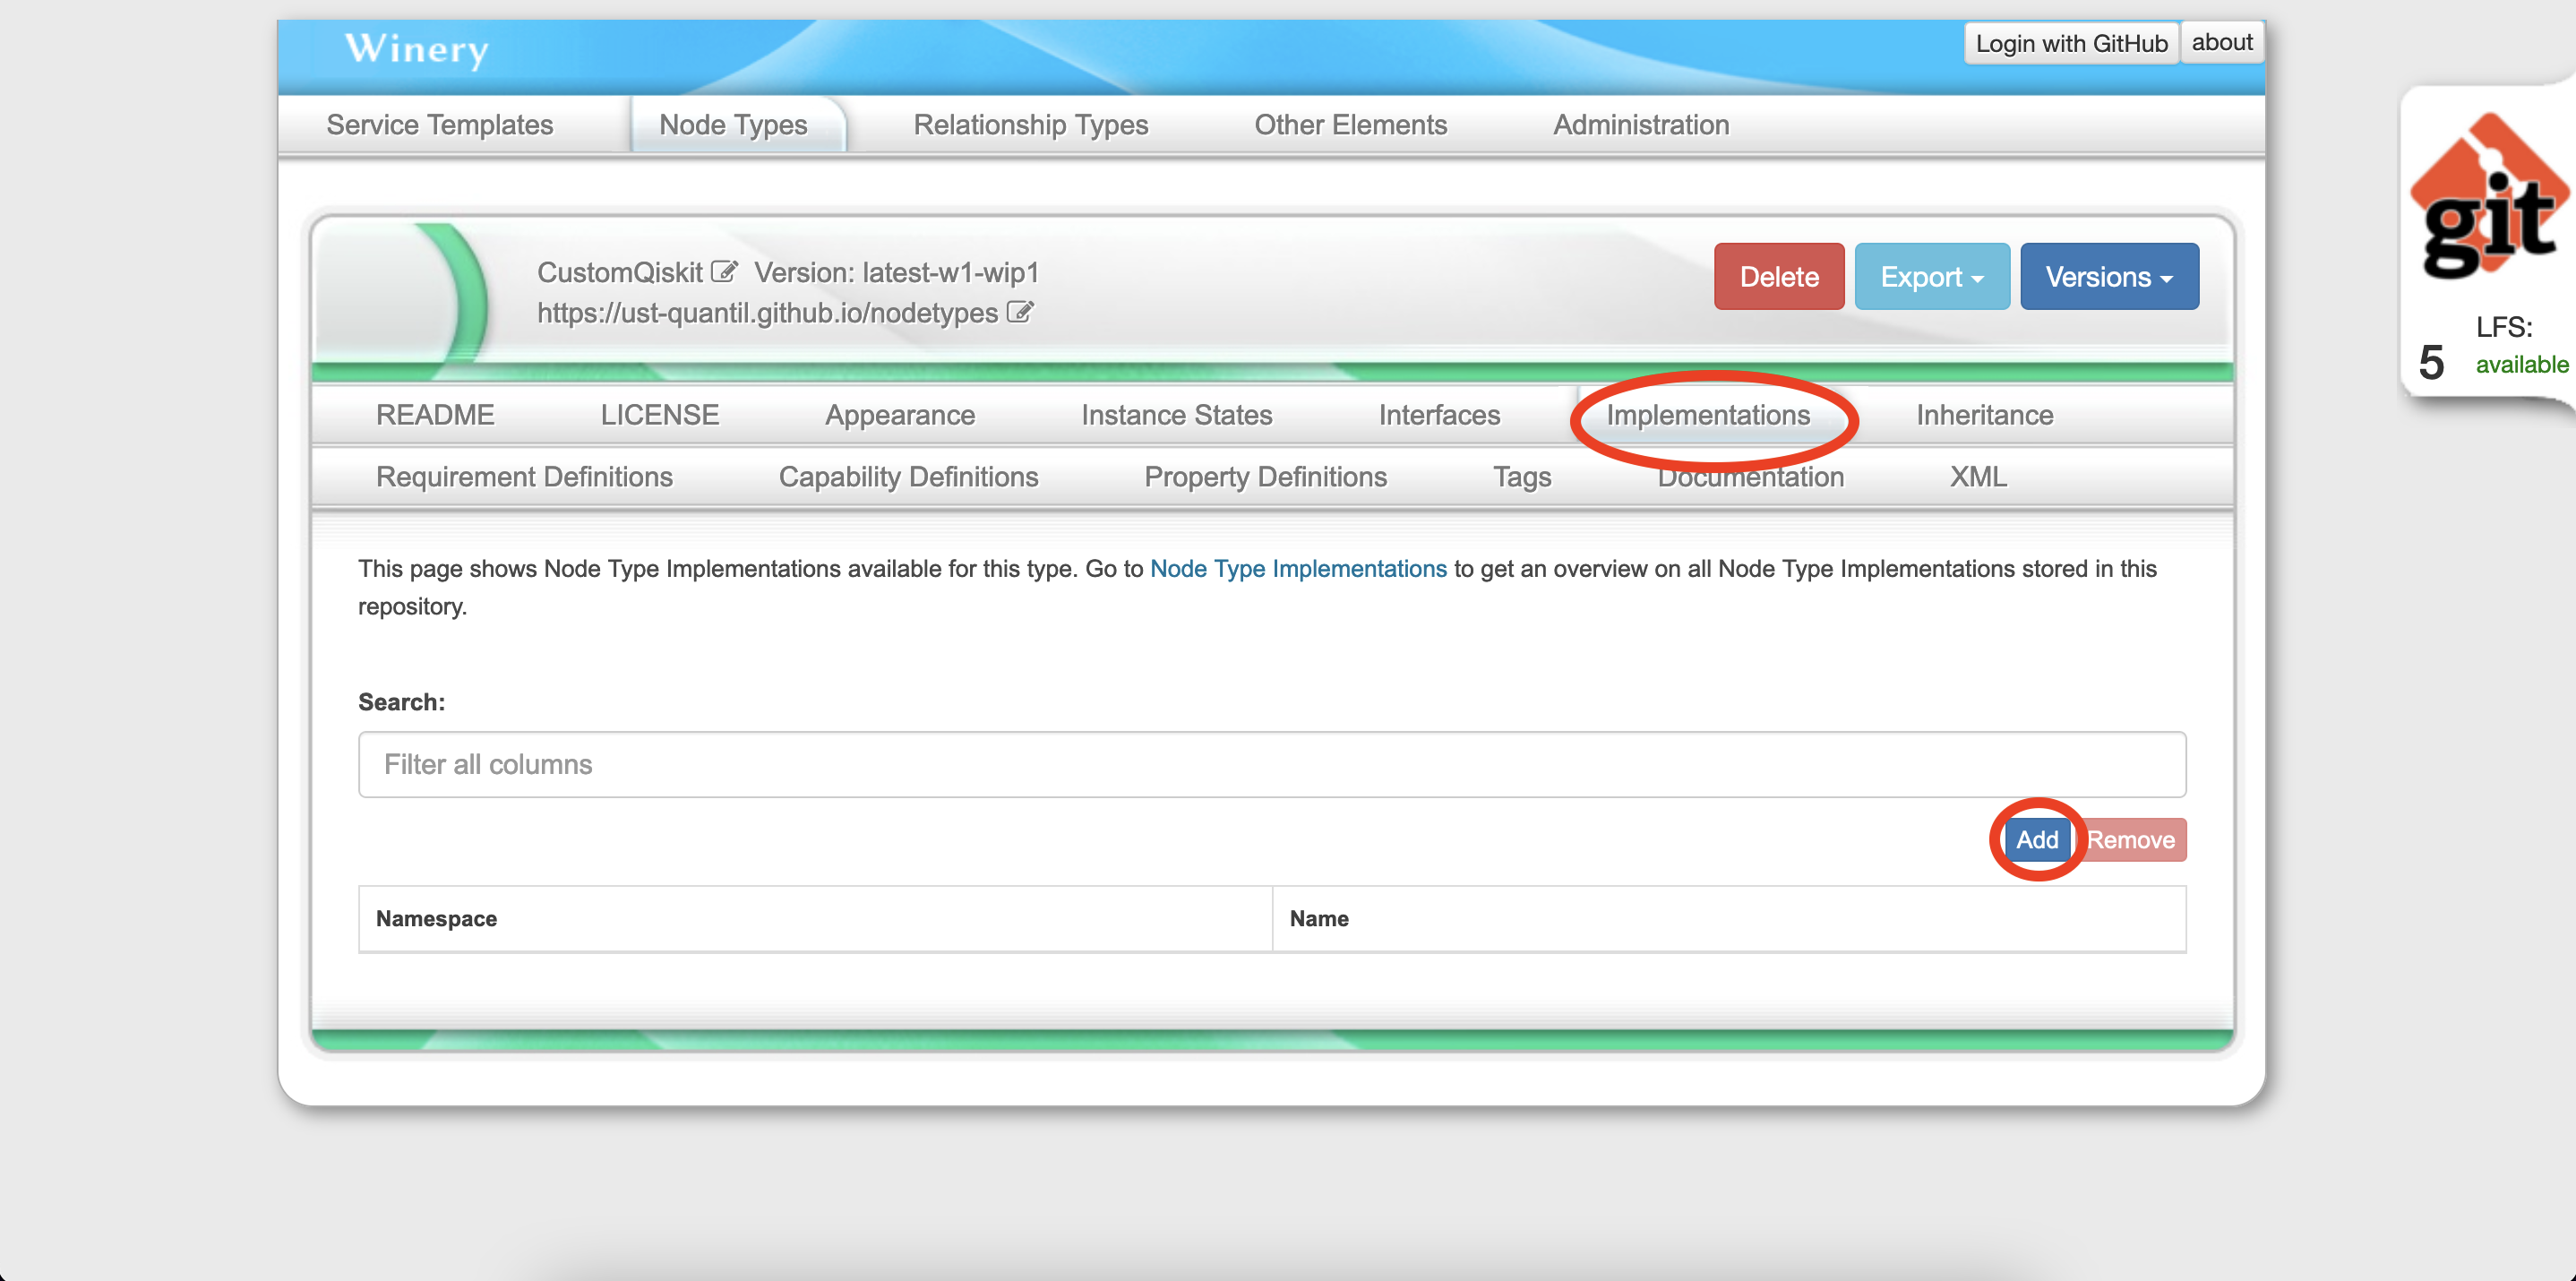 Winery
Login with GitHub
about
Service Templates
Node Types
Relationship Types
Other Elements
Administration
git
LFS:
5
available
CustomQiskit
Version: latest-w1-wip1
https://ust-quantil.github.io/nodetypes
Delete
Export
Versions
README
LICENSE
Appearance
Instance States
Interfaces
Implementations
Inheritance
Requirement Definitions
Capability Definitions
Property Definitions
Tags
Documentation
XML
This page shows Node Type Implementations available for this type. Go to Node Type Implementations to get an overview on all Node Type Implementations stored in this
repository.
Search:
Filter all columns
Add
Remove
Namespace
Name